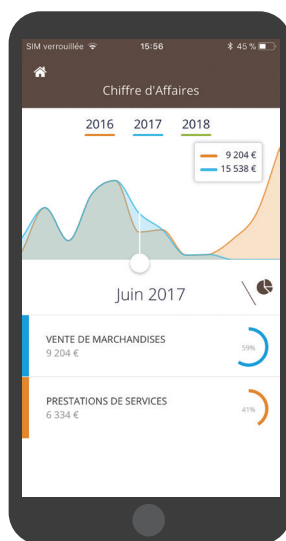 SIM verrouillée 15:56 45 %
Chiffre d'Affaires
2016 2017 2018
9 204 €
15 538 €
Juin 2017
VENTE DE MARCHANDISES
9 204 €
59%
PRESTATIONS DE SERVICES
6 334 €
41%